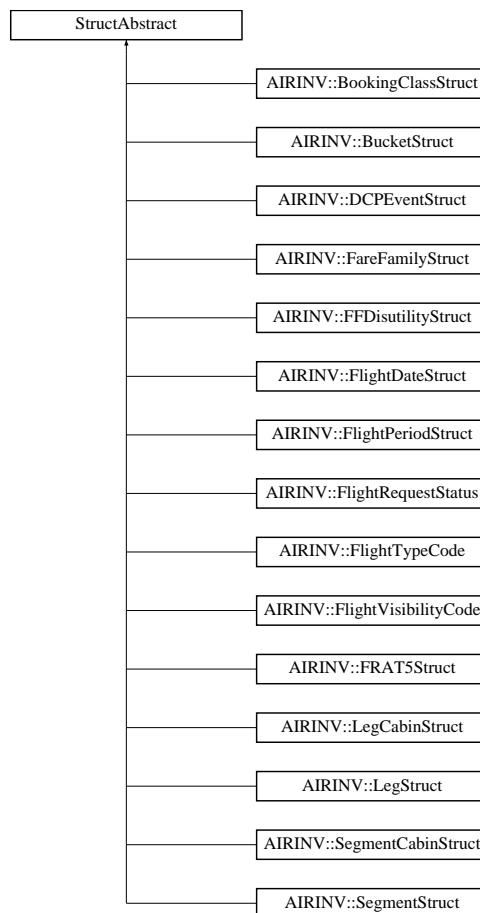 StructAbstract
AIRINV::BookingClassStruct
AIRINV::BucketStruct
AIRINV::DCPEventStruct
AIRINV::FareFamilyStruct
AIRINV::FFDisutilityStruct
AIRINV::FlightDateStruct
AIRINV::FlightPeriodStruct
AIRINV::FlightRequestStatus
AIRINV::FlightTypeCode
AIRINV::FlightVisibilityCode
AIRINV::FRAT5Struct
AIRINV::LegCabinStruct
AIRINV::LegStruct
AIRINV::SegmentCabinStruct
AIRINV::SegmentStruct